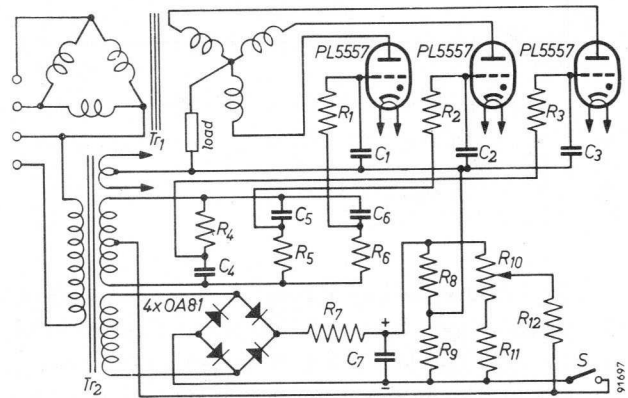 PL5557
PL5557
PL5557
Tr1
load
R1
C1
R2
C2
R3
C3
R4
C4
C5
R5
C6
R6
4x0A81
R7
+
C7
−
R8
R9
R10
R11
R12
S
Tr2
91697